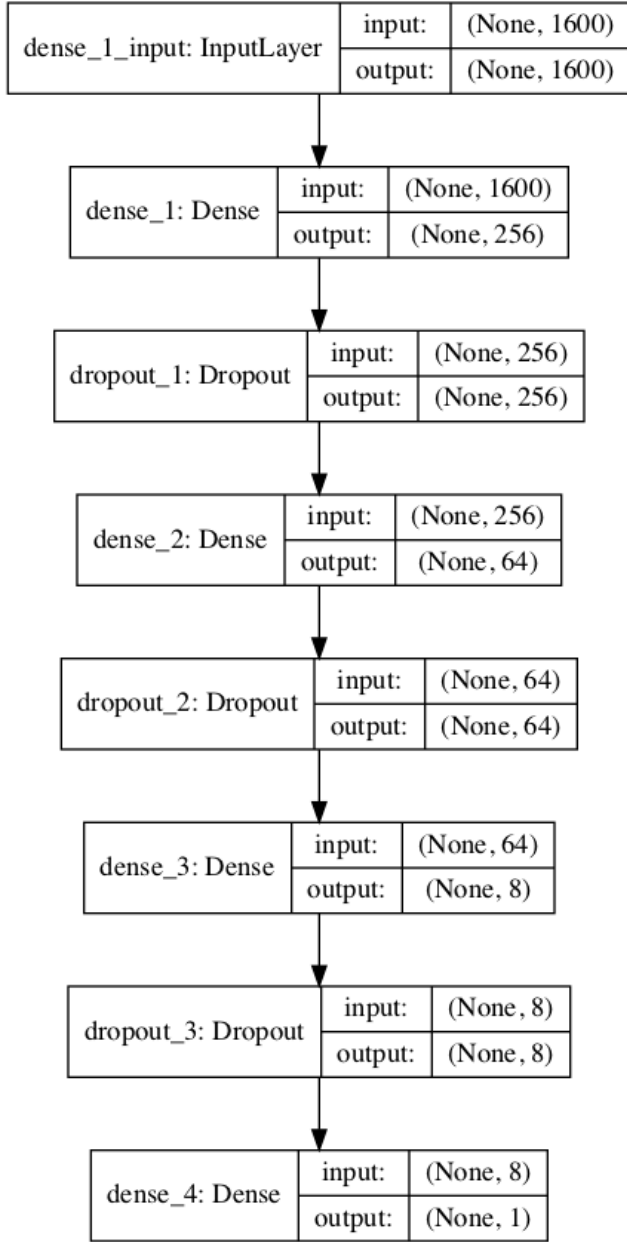 dense_1_input: InputLayer
input: (None, 1600)
output: (None, 1600)
dense_1: Dense
input: (None, 1600)
output: (None, 256)
dropout_1: Dropout
input: (None, 256)
output: (None, 256)
dense_2: Dense
input: (None, 256)
output: (None, 64)
dropout_2: Dropout
input: (None, 64)
output: (None, 64)
dense_3: Dense
input: (None, 64)
output: (None, 8)
dropout_3: Dropout
input: (None, 8)
output: (None, 8)
dense_4: Dense
input: (None, 8)
output: (None, 1)